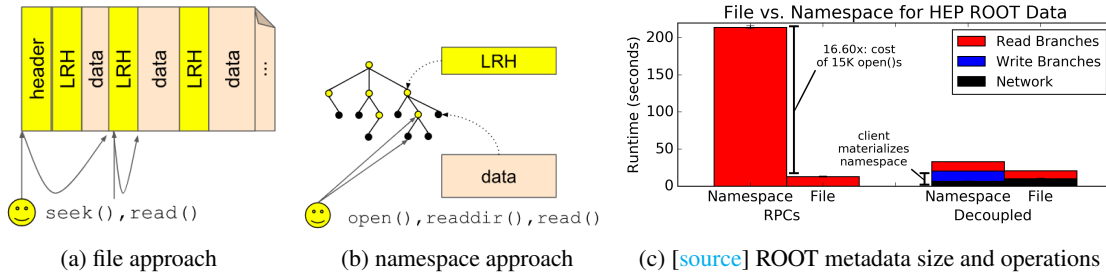 header
LRH
data
LRH
data
LRH
data
...
seek(),read()
(a) file approach
LRH
data
open(),readdir(),read()
(b) namespace approach
File vs. Namespace for HEP ROOT Data
Runtime (seconds)
200
150
100
50
0
16.60x: cost
of 15K open()s
Read Branches
Write Branches
Network
client
materializes
namespace
Namespace File Namespace File
RPCs Decoupled
(c) [source] ROOT metadata size and operations